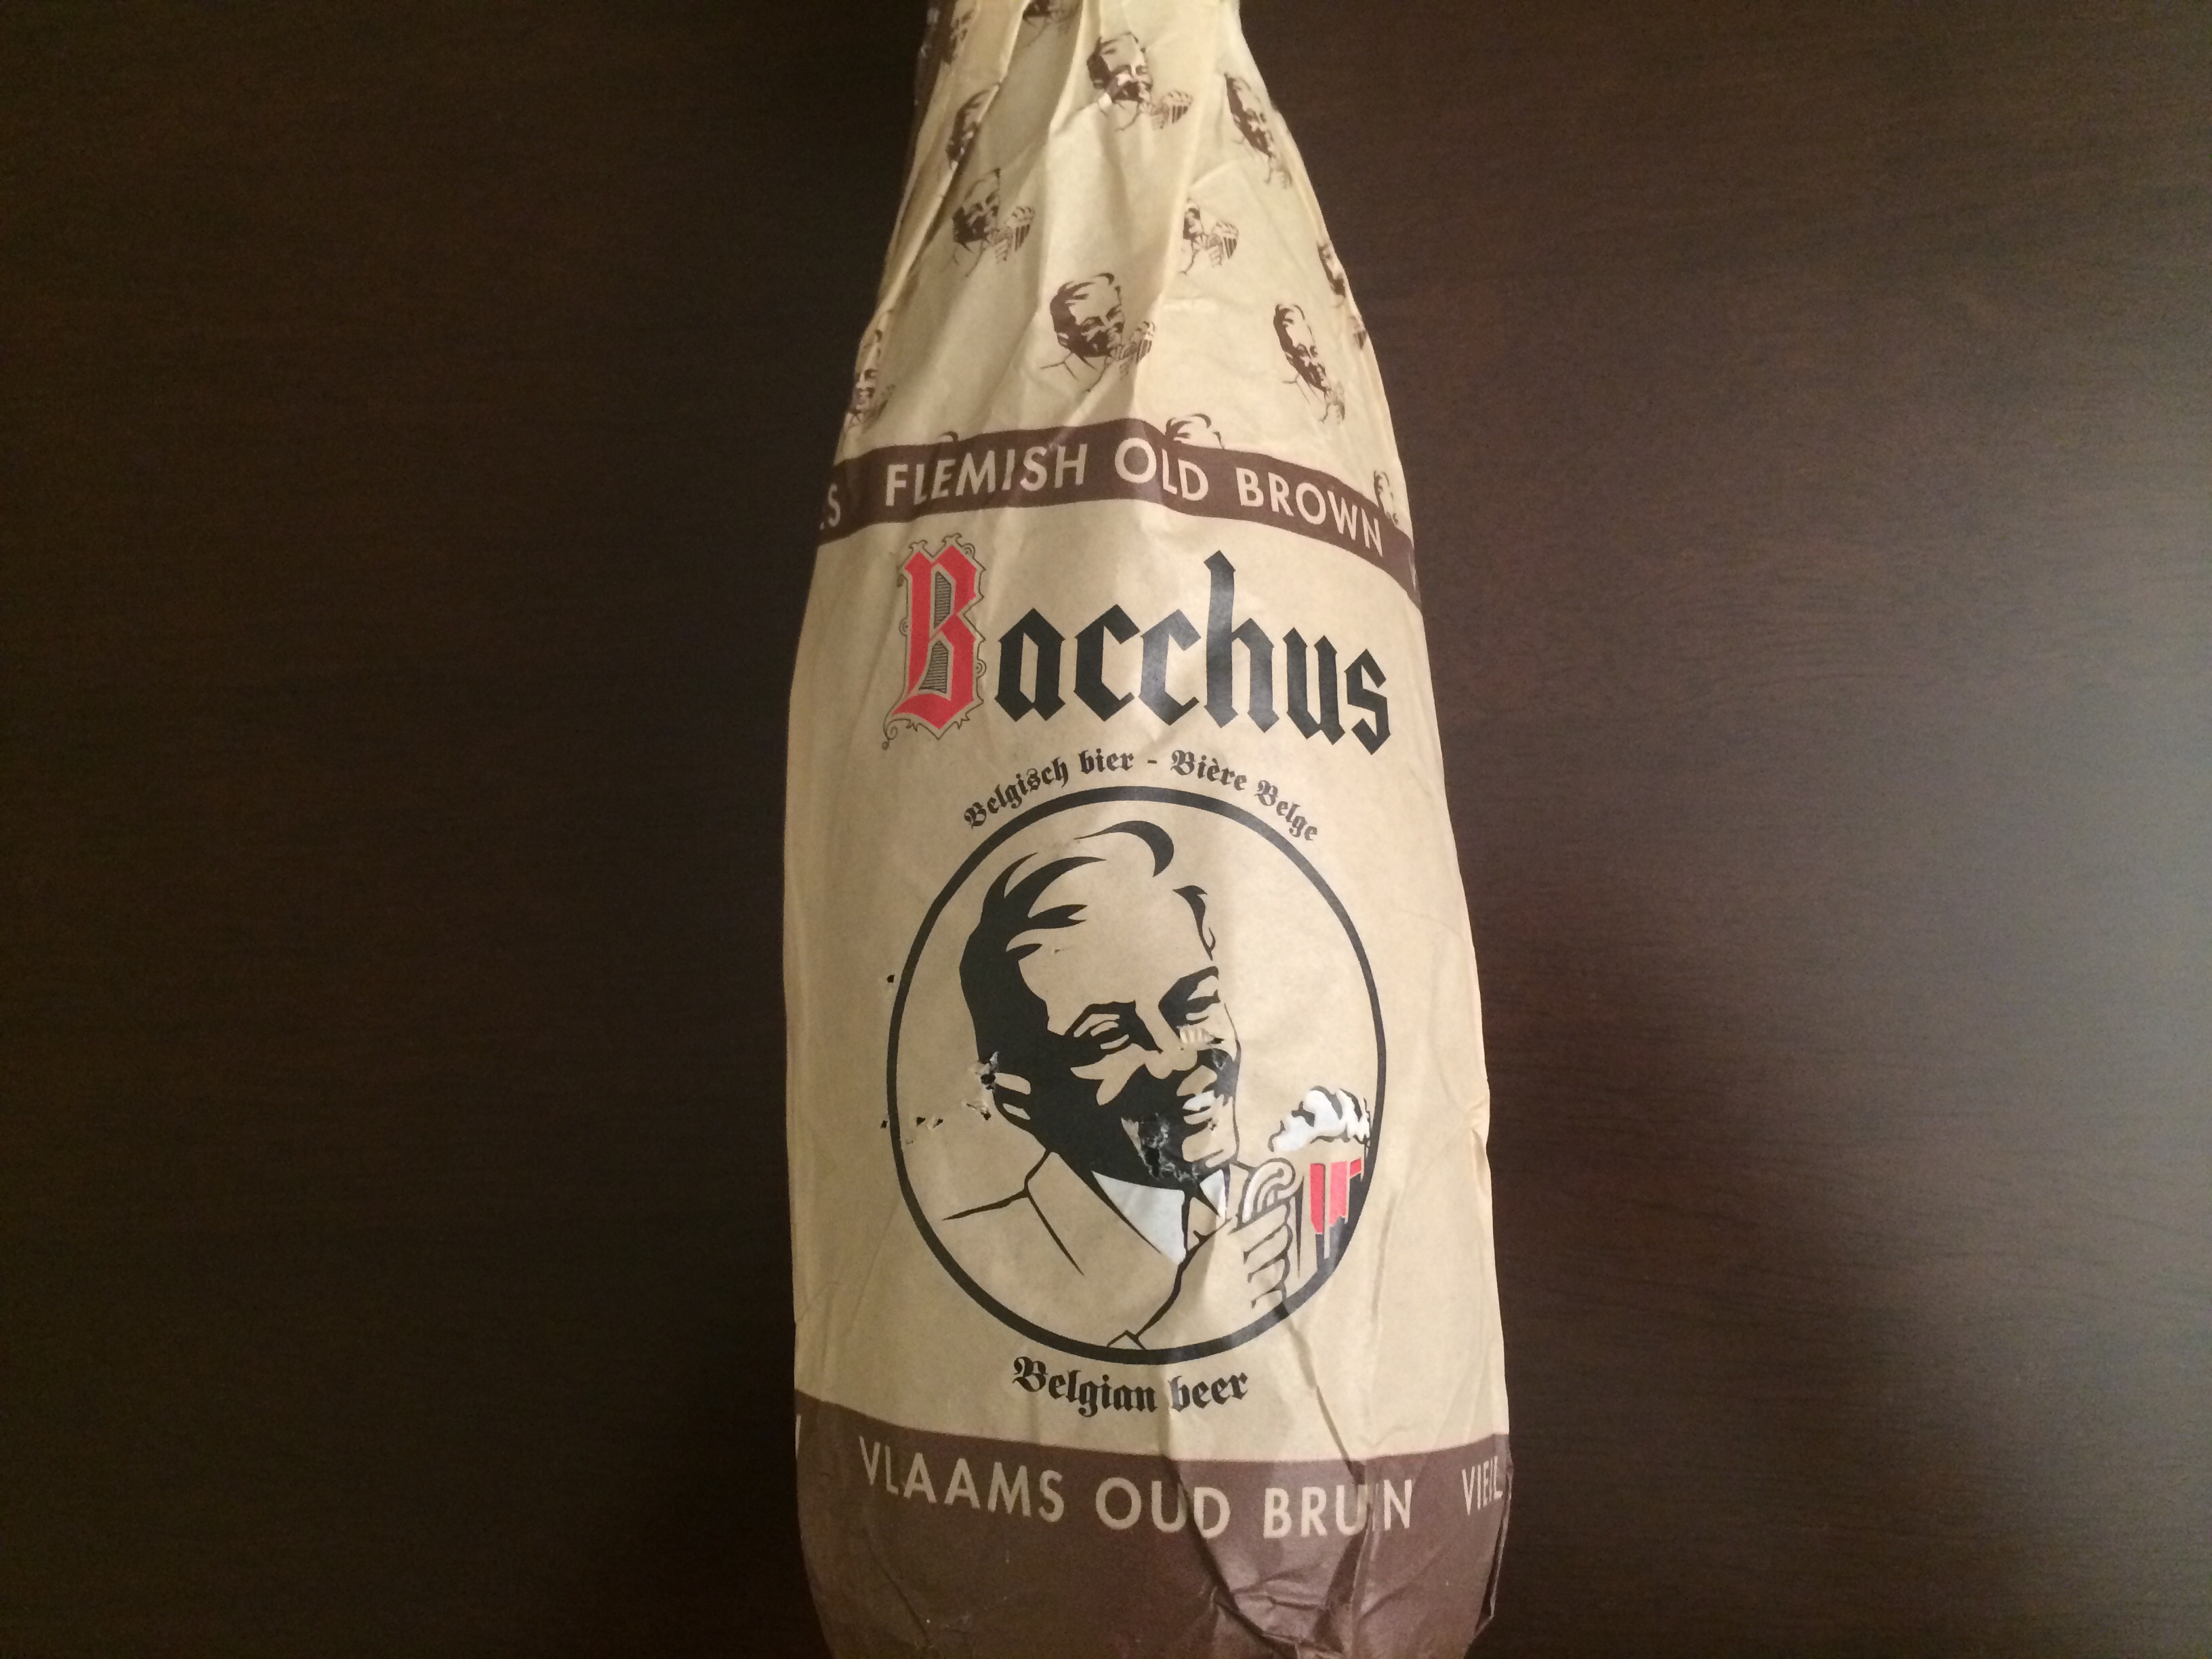 FLEMISH OLD BROWN
Bacchus
Belgisch bier - Bière Belge
Belgian beer
VLAAMS OUD BRUIN